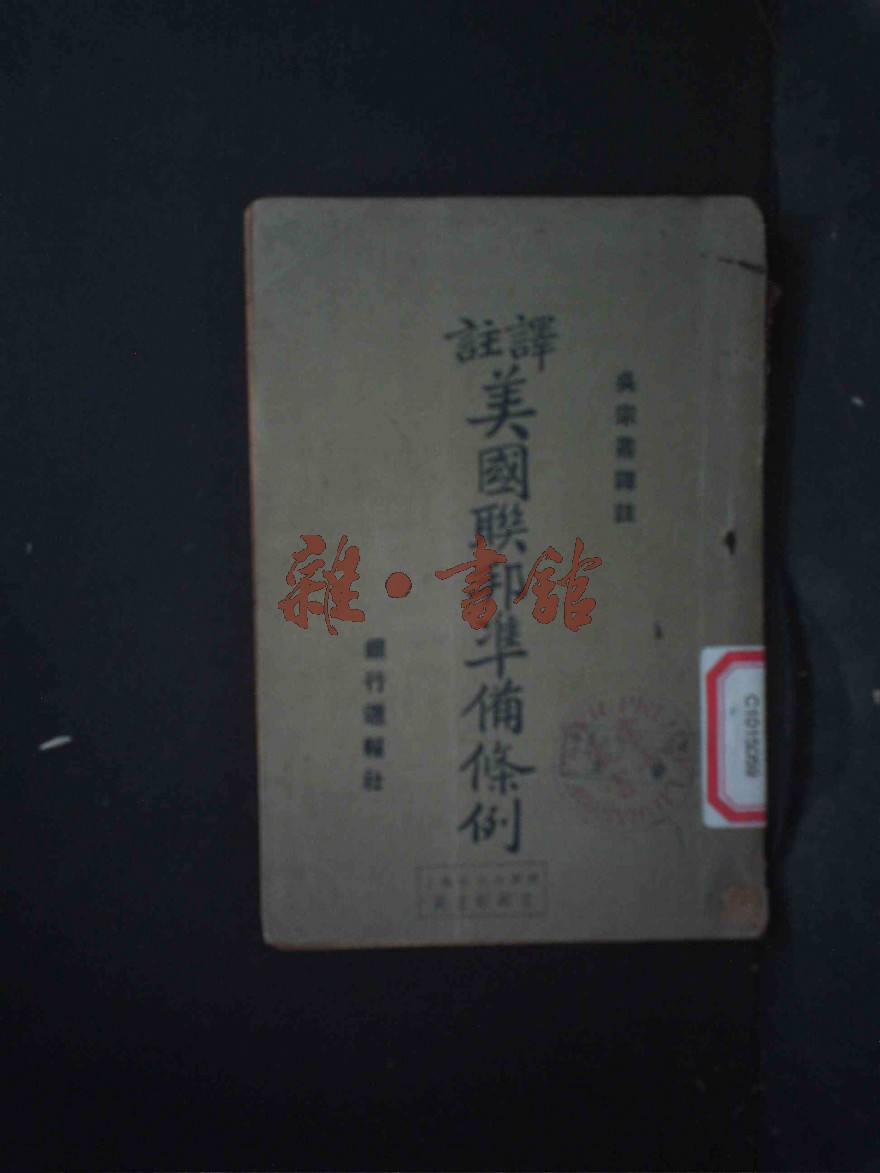 吳宗燾譯註
譯註
美國聯邦準備條例
銀行週報社
雜·書館
C1015059